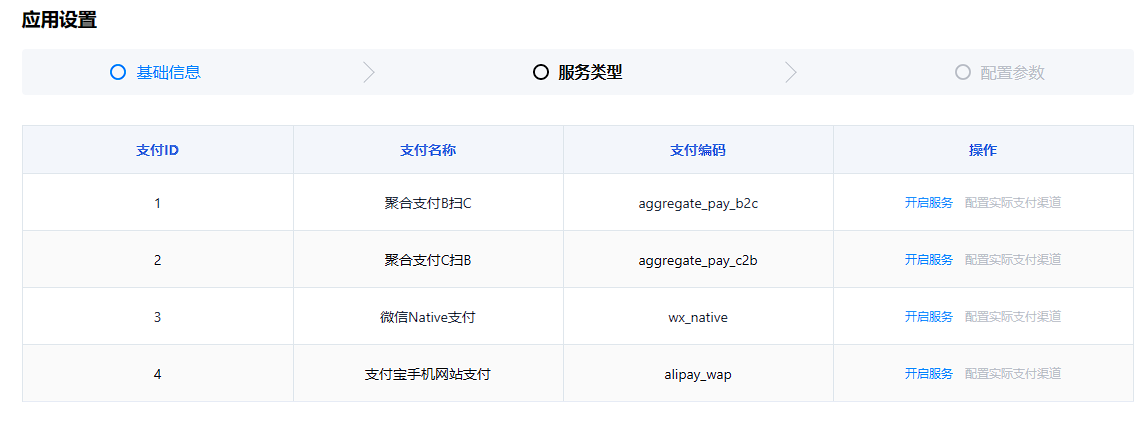 应用设置
基础信息 服务类型 配置参数
支付ID 支付名称 支付编码 操作
1 聚合支付B扫C aggregate_pay_b2c 开启服务 配置实际支付渠道
2 聚合支付C扫B aggregate_pay_c2b 开启服务 配置实际支付渠道
3 微信Native支付 wx_native 开启服务 配置实际支付渠道
4 支付宝手机网站支付 alipay_wap 开启服务 配置实际支付渠道